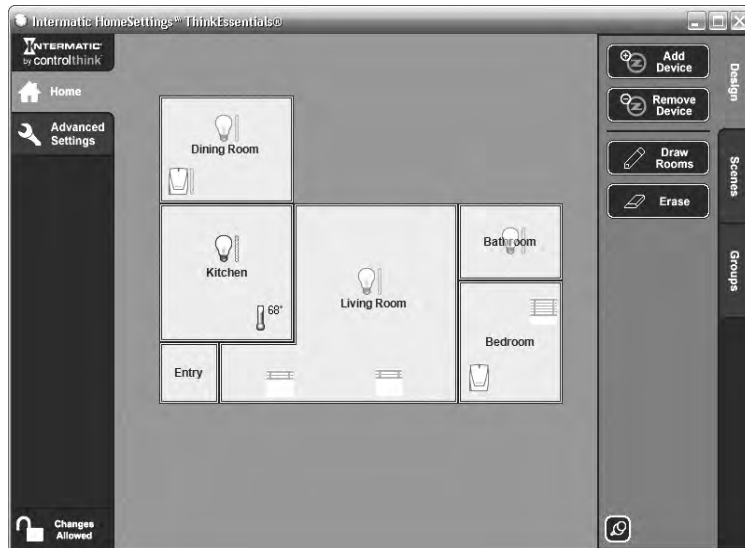 Intermatic HomeSettings™ ThinkEssentials®
INTERMATIC®
by controlthink
Home
Advanced
Settings
Changes
Allowed
Dining Room
Kitchen
68°
Living Room
Bathroom
Bedroom
Entry
Add
Device
Remove
Device
Draw
Rooms
Erase
Design
Scenes
Groups